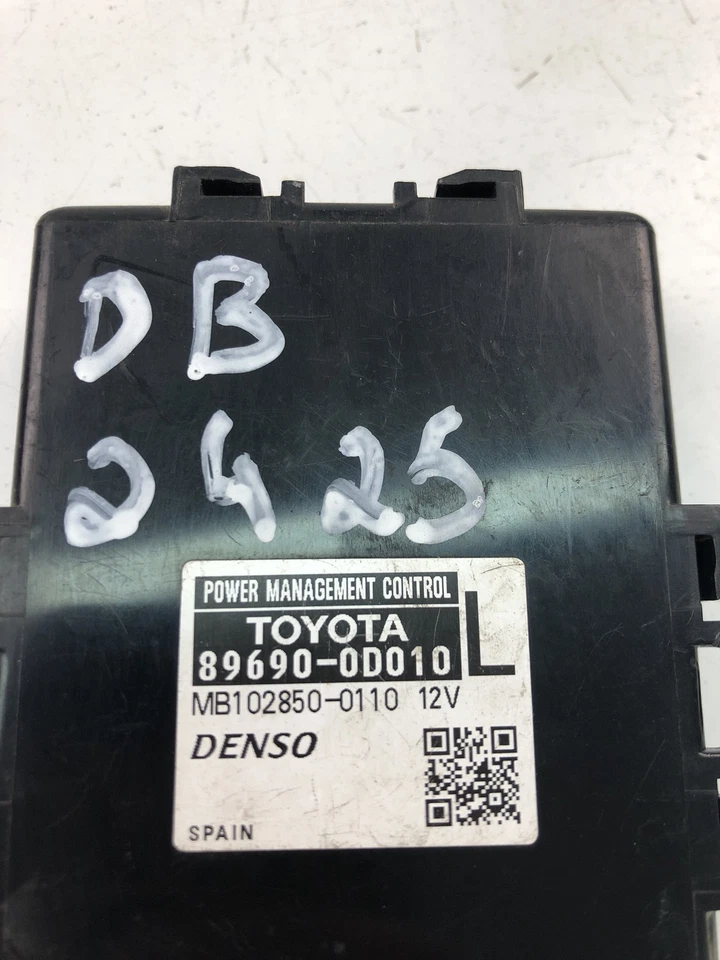 DB
2425
POWER MANAGEMENT CONTROL
TOYOTA
89690-0D010 L
MB102850-0110 12V
DENSO
SPAIN